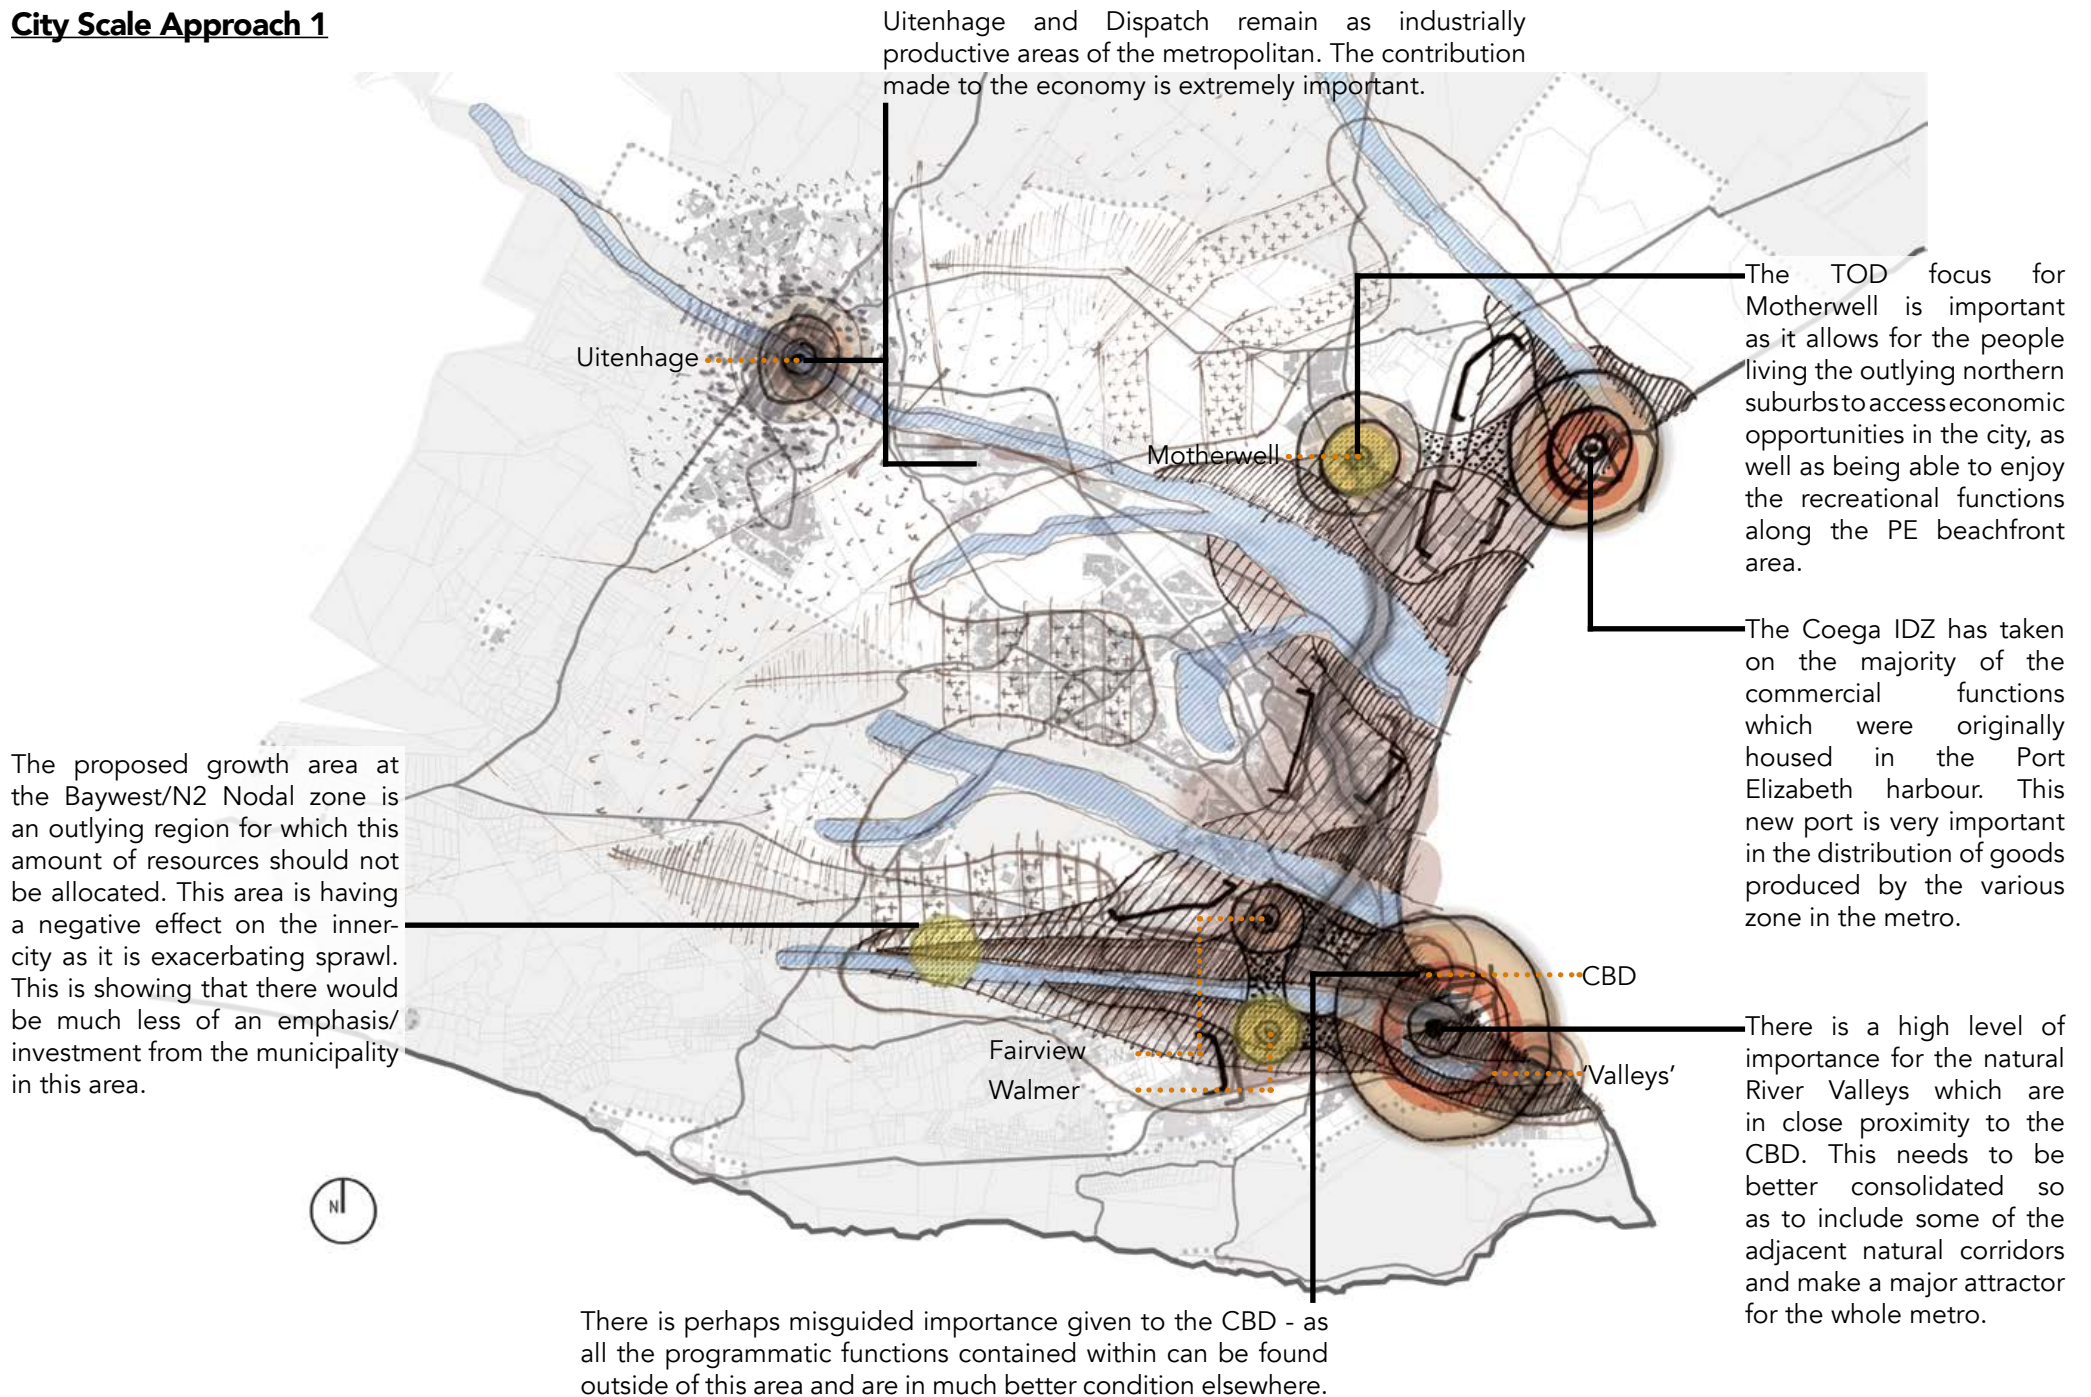 City Scale Approach 1
Uitenhage and Dispatch remain as industrially
productive areas of the metropolitan. The contribution
made to the economy is extremely important.
The TOD focus for
Motherwell is important
as it allows for the people
living the outlying northern
suburbs to access economic
opportunities in the city, as
well as being able to enjoy
the recreational functions
along the PE beachfront
area.
Uitenhage
Motherwell
The Coega IDZ has taken
on the majority of the
commercial functions
which were originally
housed in the Port
Elizabeth harbour. This
new port is very important
in the distribution of goods
produced by the various
zone in the metro.
The proposed growth area at
the Baywest/N2 Nodal zone is
an outlying region for which this
amount of resources should not
be allocated. This area is having
a negative effect on the inner-
city as it is exacerbating sprawl.
This is showing that there would
be much less of an emphasis/
investment from the municipality
in this area.
CBD
Fairview
Walmer
'Valleys'
There is a high level of
importance for the natural
River Valleys which are
in close proximity to the
CBD. This needs to be
better consolidated so
as to include some of the
adjacent natural corridors
and make a major attractor
for the whole metro.
N
There is perhaps misguided importance given to the CBD - as
all the programmatic functions contained within can be found
outside of this area and are in much better condition elsewhere.